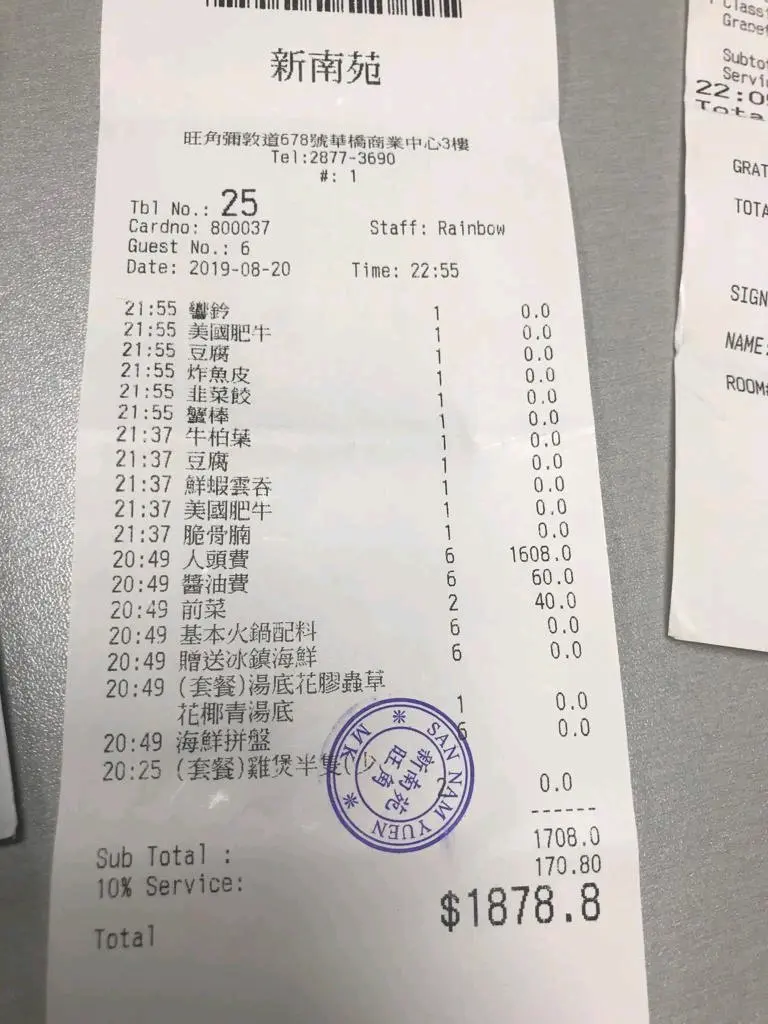 新南苑
旺角彌敦道678號華僑商業中心3樓
Tel:2877-3690
#: 1
Tbl No.: 25
Cardno: 800037 Staff: Rainbow
Guest No.: 6
Date: 2019-08-20 Time: 22:55
21:55 響鈴 1 0.0
21:55 美國肥牛 1 0.0
21:55 豆腐 1 0.0
21:55 炸魚皮 1 0.0
21:55 韭菜餃 1 0.0
21:55 蟹棒 1 0.0
21:37 牛柏葉 1 0.0
21:37 豆腐 1 0.0
21:37 鮮蝦雲吞 1 0.0
21:37 美國肥牛 1 0.0
21:37 脆骨腩 1 0.0
20:49 人頭費 6 1608.0
20:49 醬油費 6 60.0
20:49 前菜 2 40.0
20:49 基本火鍋配料 6 0.0
20:49 贈送冰鎮海鮮 6 0.0
20:49 (套餐)湯底花膠蟲草
花椰青湯底 1 0.0
20:49 海鮮拼盤 6 0.0
20:25 (套餐)雞煲半隻(少)
2 0.0
------
Sub Total : 1708.0
10% Service: 170.80
Total $1878.8
SAN NAM YUEN
MK
新南苑
旺角
Class
Grapef
Subtot
Servi
22:05
Tota
GRAT
TOTA
SIGN
NAME:
ROOM#